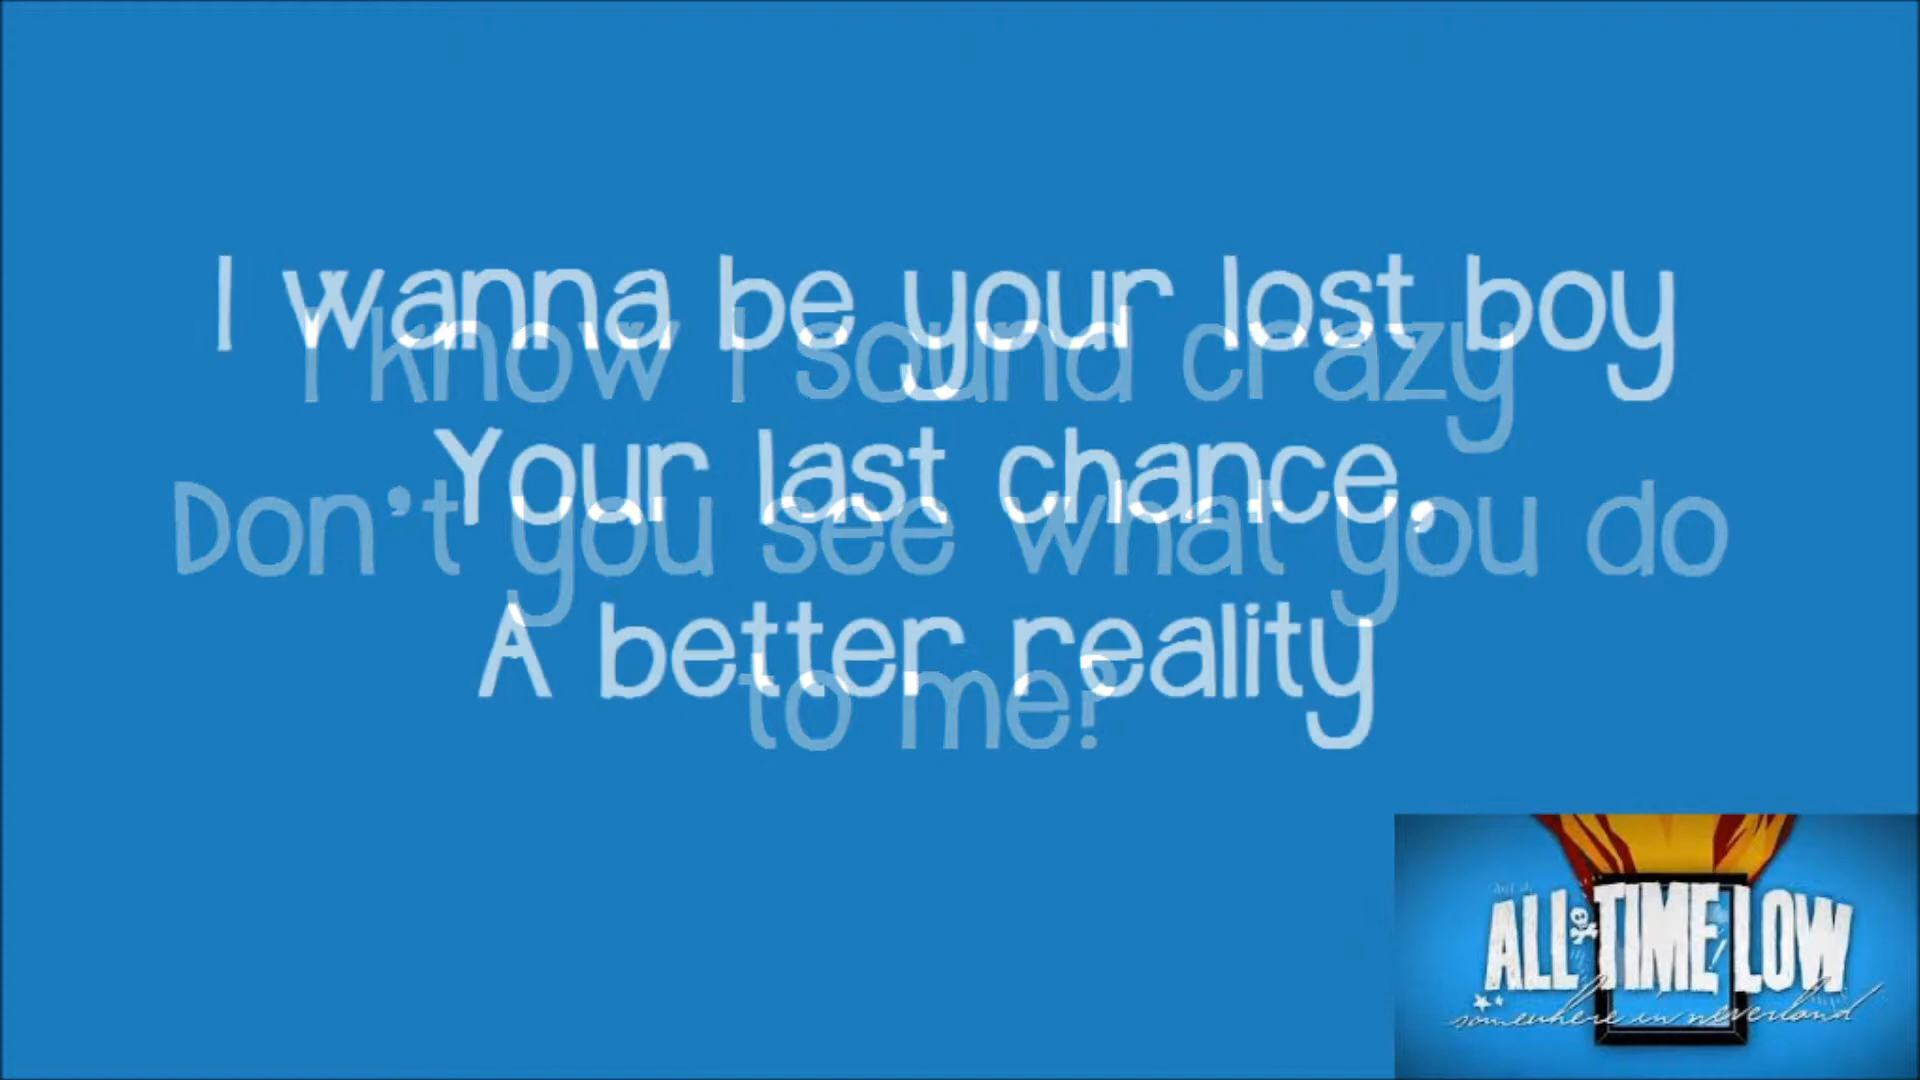 I wanna be your lost boy
I know I sound crazy
Your last chance,
Don't you see what you do
A better reality
to me?
ALL TIME LOW
somewhere in neverland